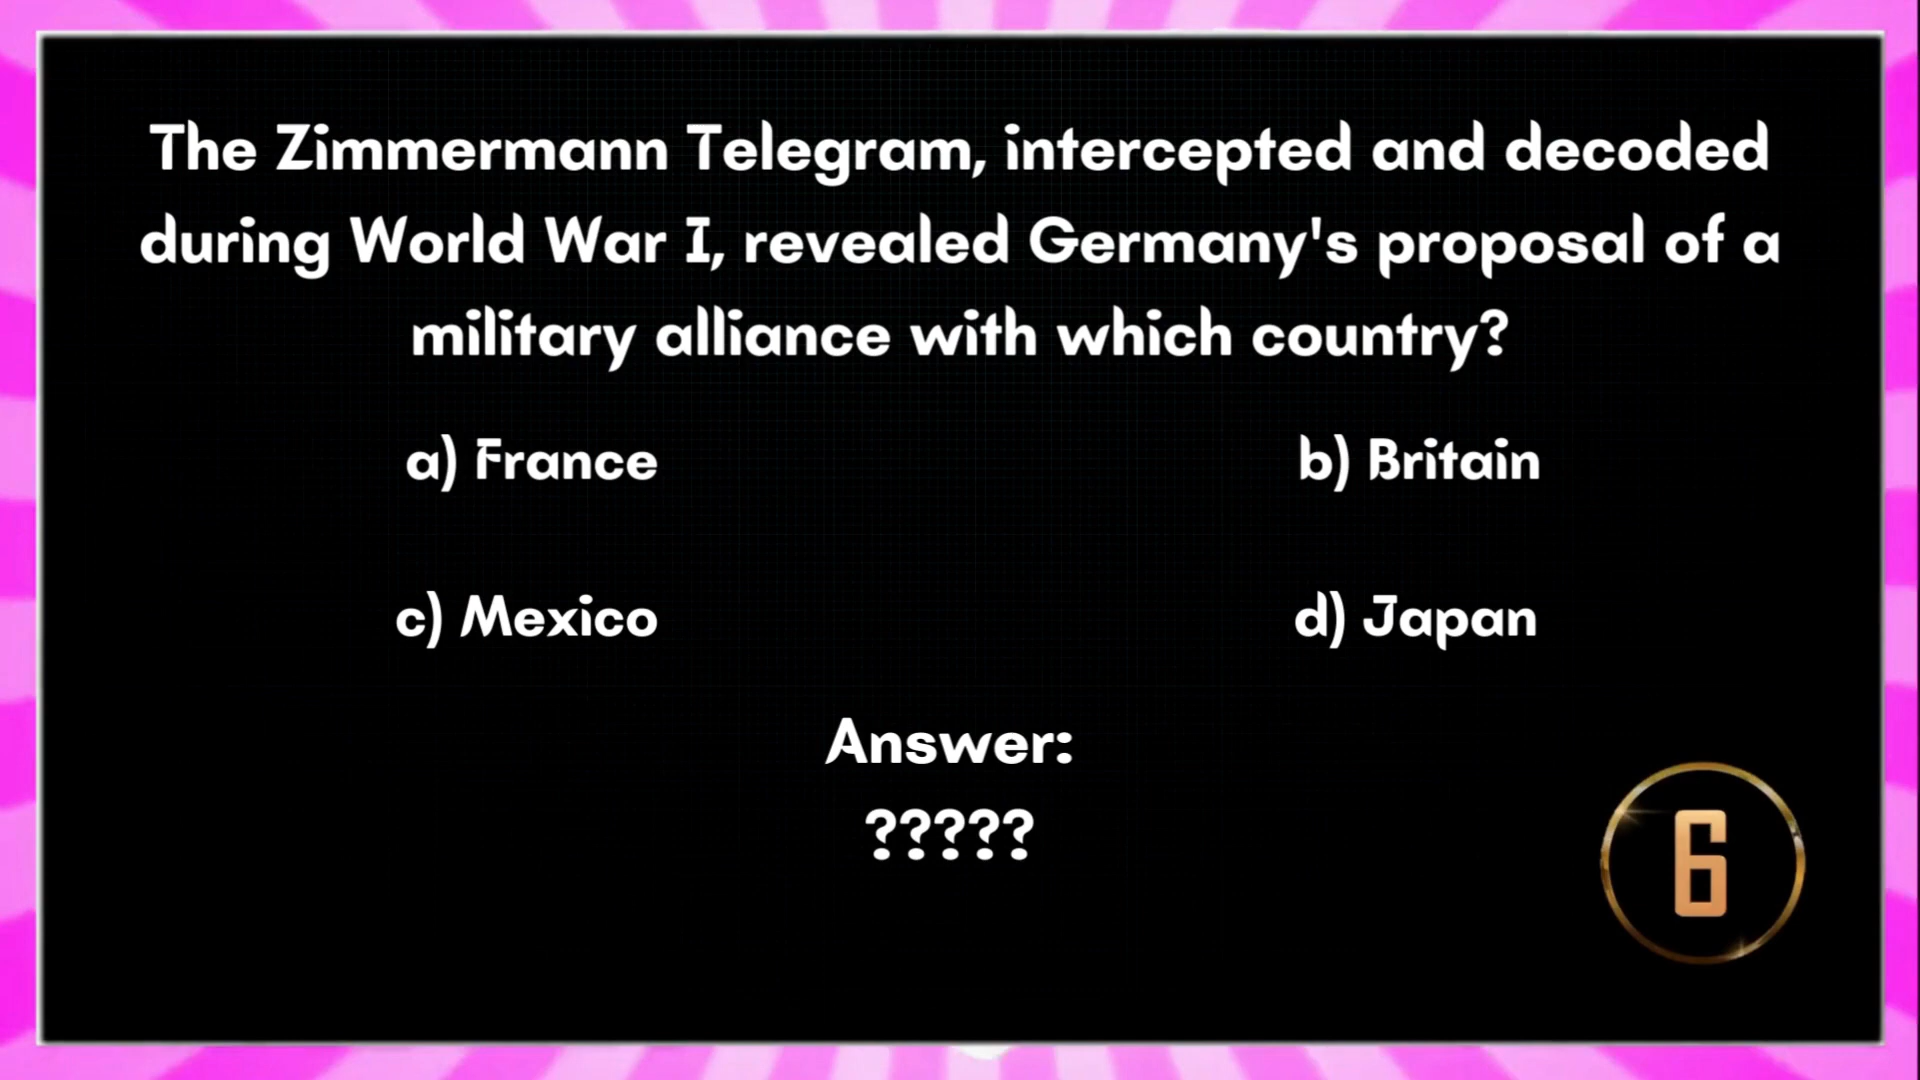 The Zimmermann Telegram, intercepted and decoded
during World War I, revealed Germany's proposal of a
military alliance with which country?
a) France
b) Britain
c) Mexico
d) Japan
Answer:
?????
6